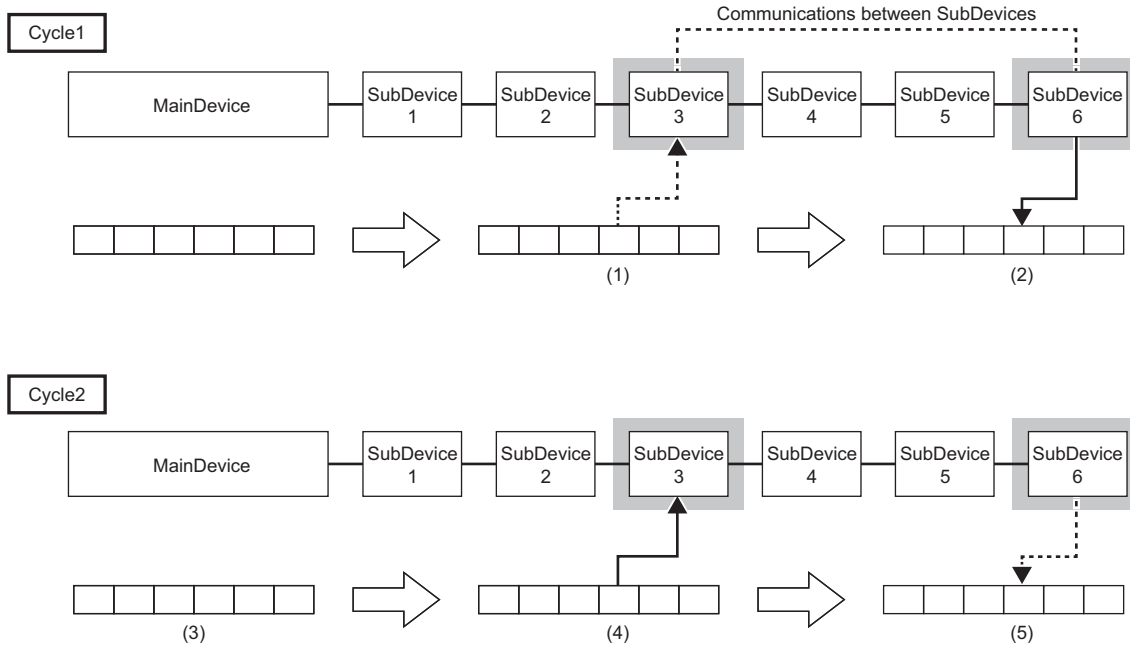 Cycle1
Communications between SubDevices
MainDevice
SubDevice
1
SubDevice
2
SubDevice
3
SubDevice
4
SubDevice
5
SubDevice
6
(1)
(2)
Cycle2
MainDevice
SubDevice
1
SubDevice
2
SubDevice
3
SubDevice
4
SubDevice
5
SubDevice
6
(3)
(4)
(5)